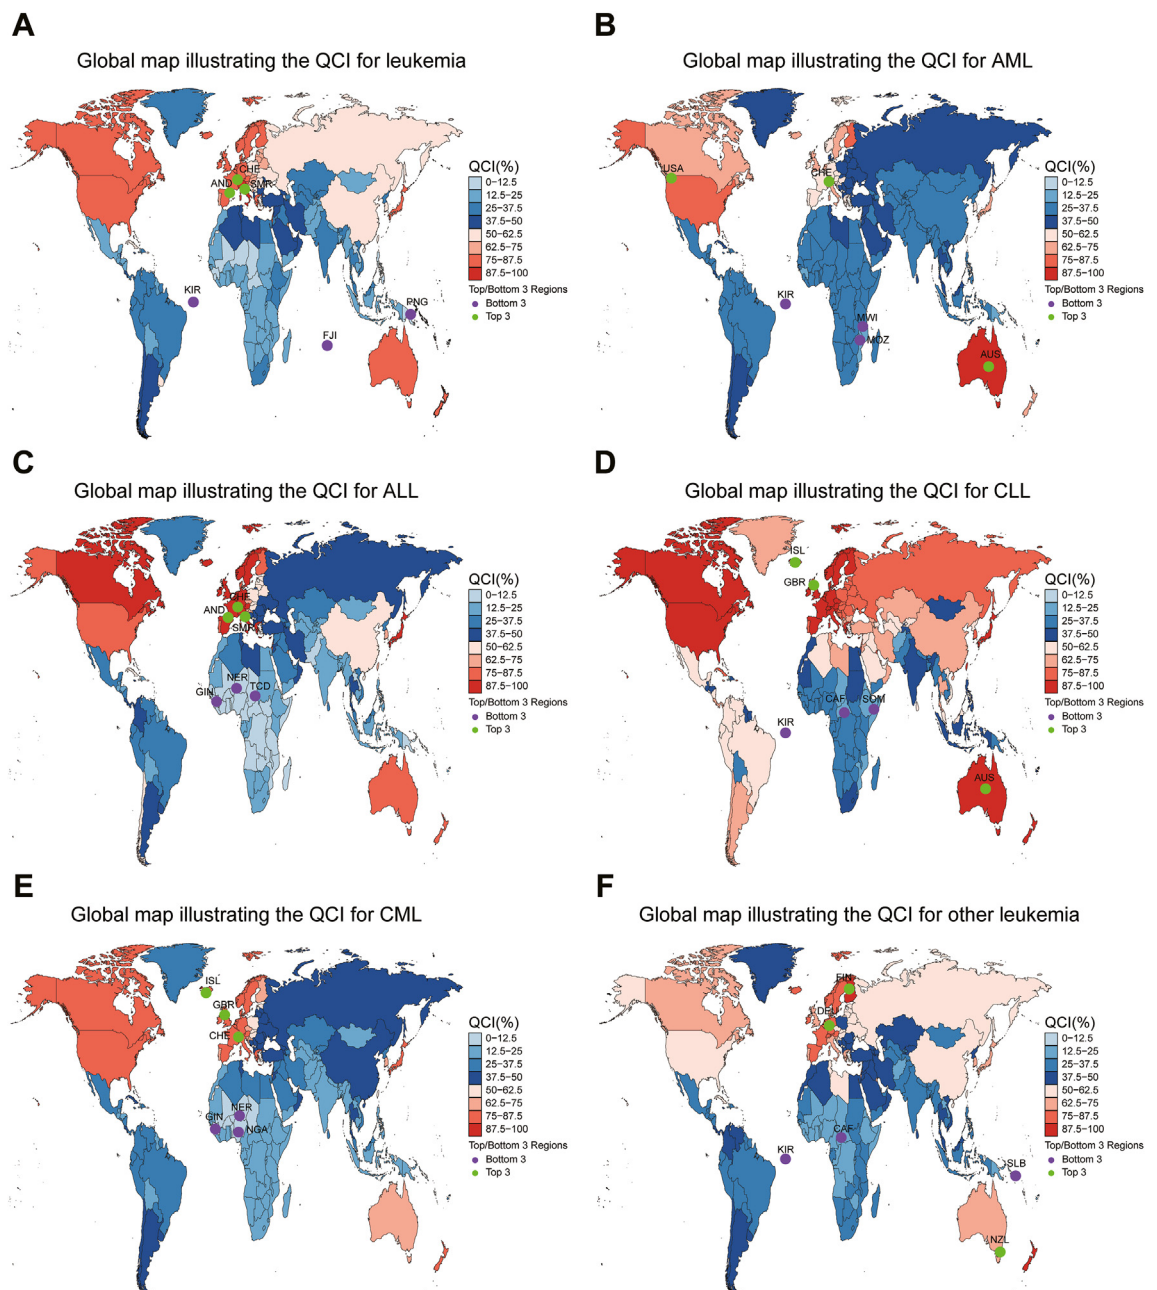 A
Global map illustrating the QCI for leukemia
CHE
AND
SMR
KIR
PNG
FJI
QCI(%)
0−12.5
12.5−25
25−37.5
37.5−50
50−62.5
62.5−75
75−87.5
87.5−100
Top/Bottom 3 Regions
Bottom 3
Top 3
B
Global map illustrating the QCI for AML
USA
CHE
KIR
MWI
MOZ
AUS
QCI(%)
0−12.5
12.5−25
25−37.5
37.5−50
50−62.5
62.5−75
75−87.5
87.5−100
Top/Bottom 3 Regions
Bottom 3
Top 3
C
Global map illustrating the QCI for ALL
CHE
AND
SMR
NER
GIN
TCD
QCI(%)
0−12.5
12.5−25
25−37.5
37.5−50
50−62.5
62.5−75
75−87.5
87.5−100
Top/Bottom 3 Regions
Bottom 3
Top 3
D
Global map illustrating the QCI for CLL
ISL
GBR
CAF
SOM
KIR
AUS
QCI(%)
0−12.5
12.5−25
25−37.5
37.5−50
50−62.5
62.5−75
75−87.5
87.5−100
Top/Bottom 3 Regions
Bottom 3
Top 3
E
Global map illustrating the QCI for CML
ISL
GBR
CHE
NER
GIN
NGA
QCI(%)
0−12.5
12.5−25
25−37.5
37.5−50
50−62.5
62.5−75
75−87.5
87.5−100
Top/Bottom 3 Regions
Bottom 3
Top 3
F
Global map illustrating the QCI for other leukemia
FIN
DEU
CAF
KIR
SLB
NZL
QCI(%)
0−12.5
12.5−25
25−37.5
37.5−50
50−62.5
62.5−75
75−87.5
87.5−100
Top/Bottom 3 Regions
Bottom 3
Top 3